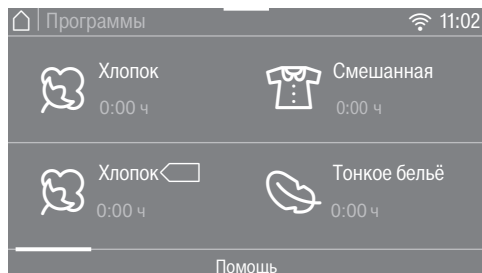 Программы 11:02
Хлопок Смешанная
0:00 ч 0:00 ч
Хлопок Тонкое бельё
0:00 ч 0:00 ч
Помощь